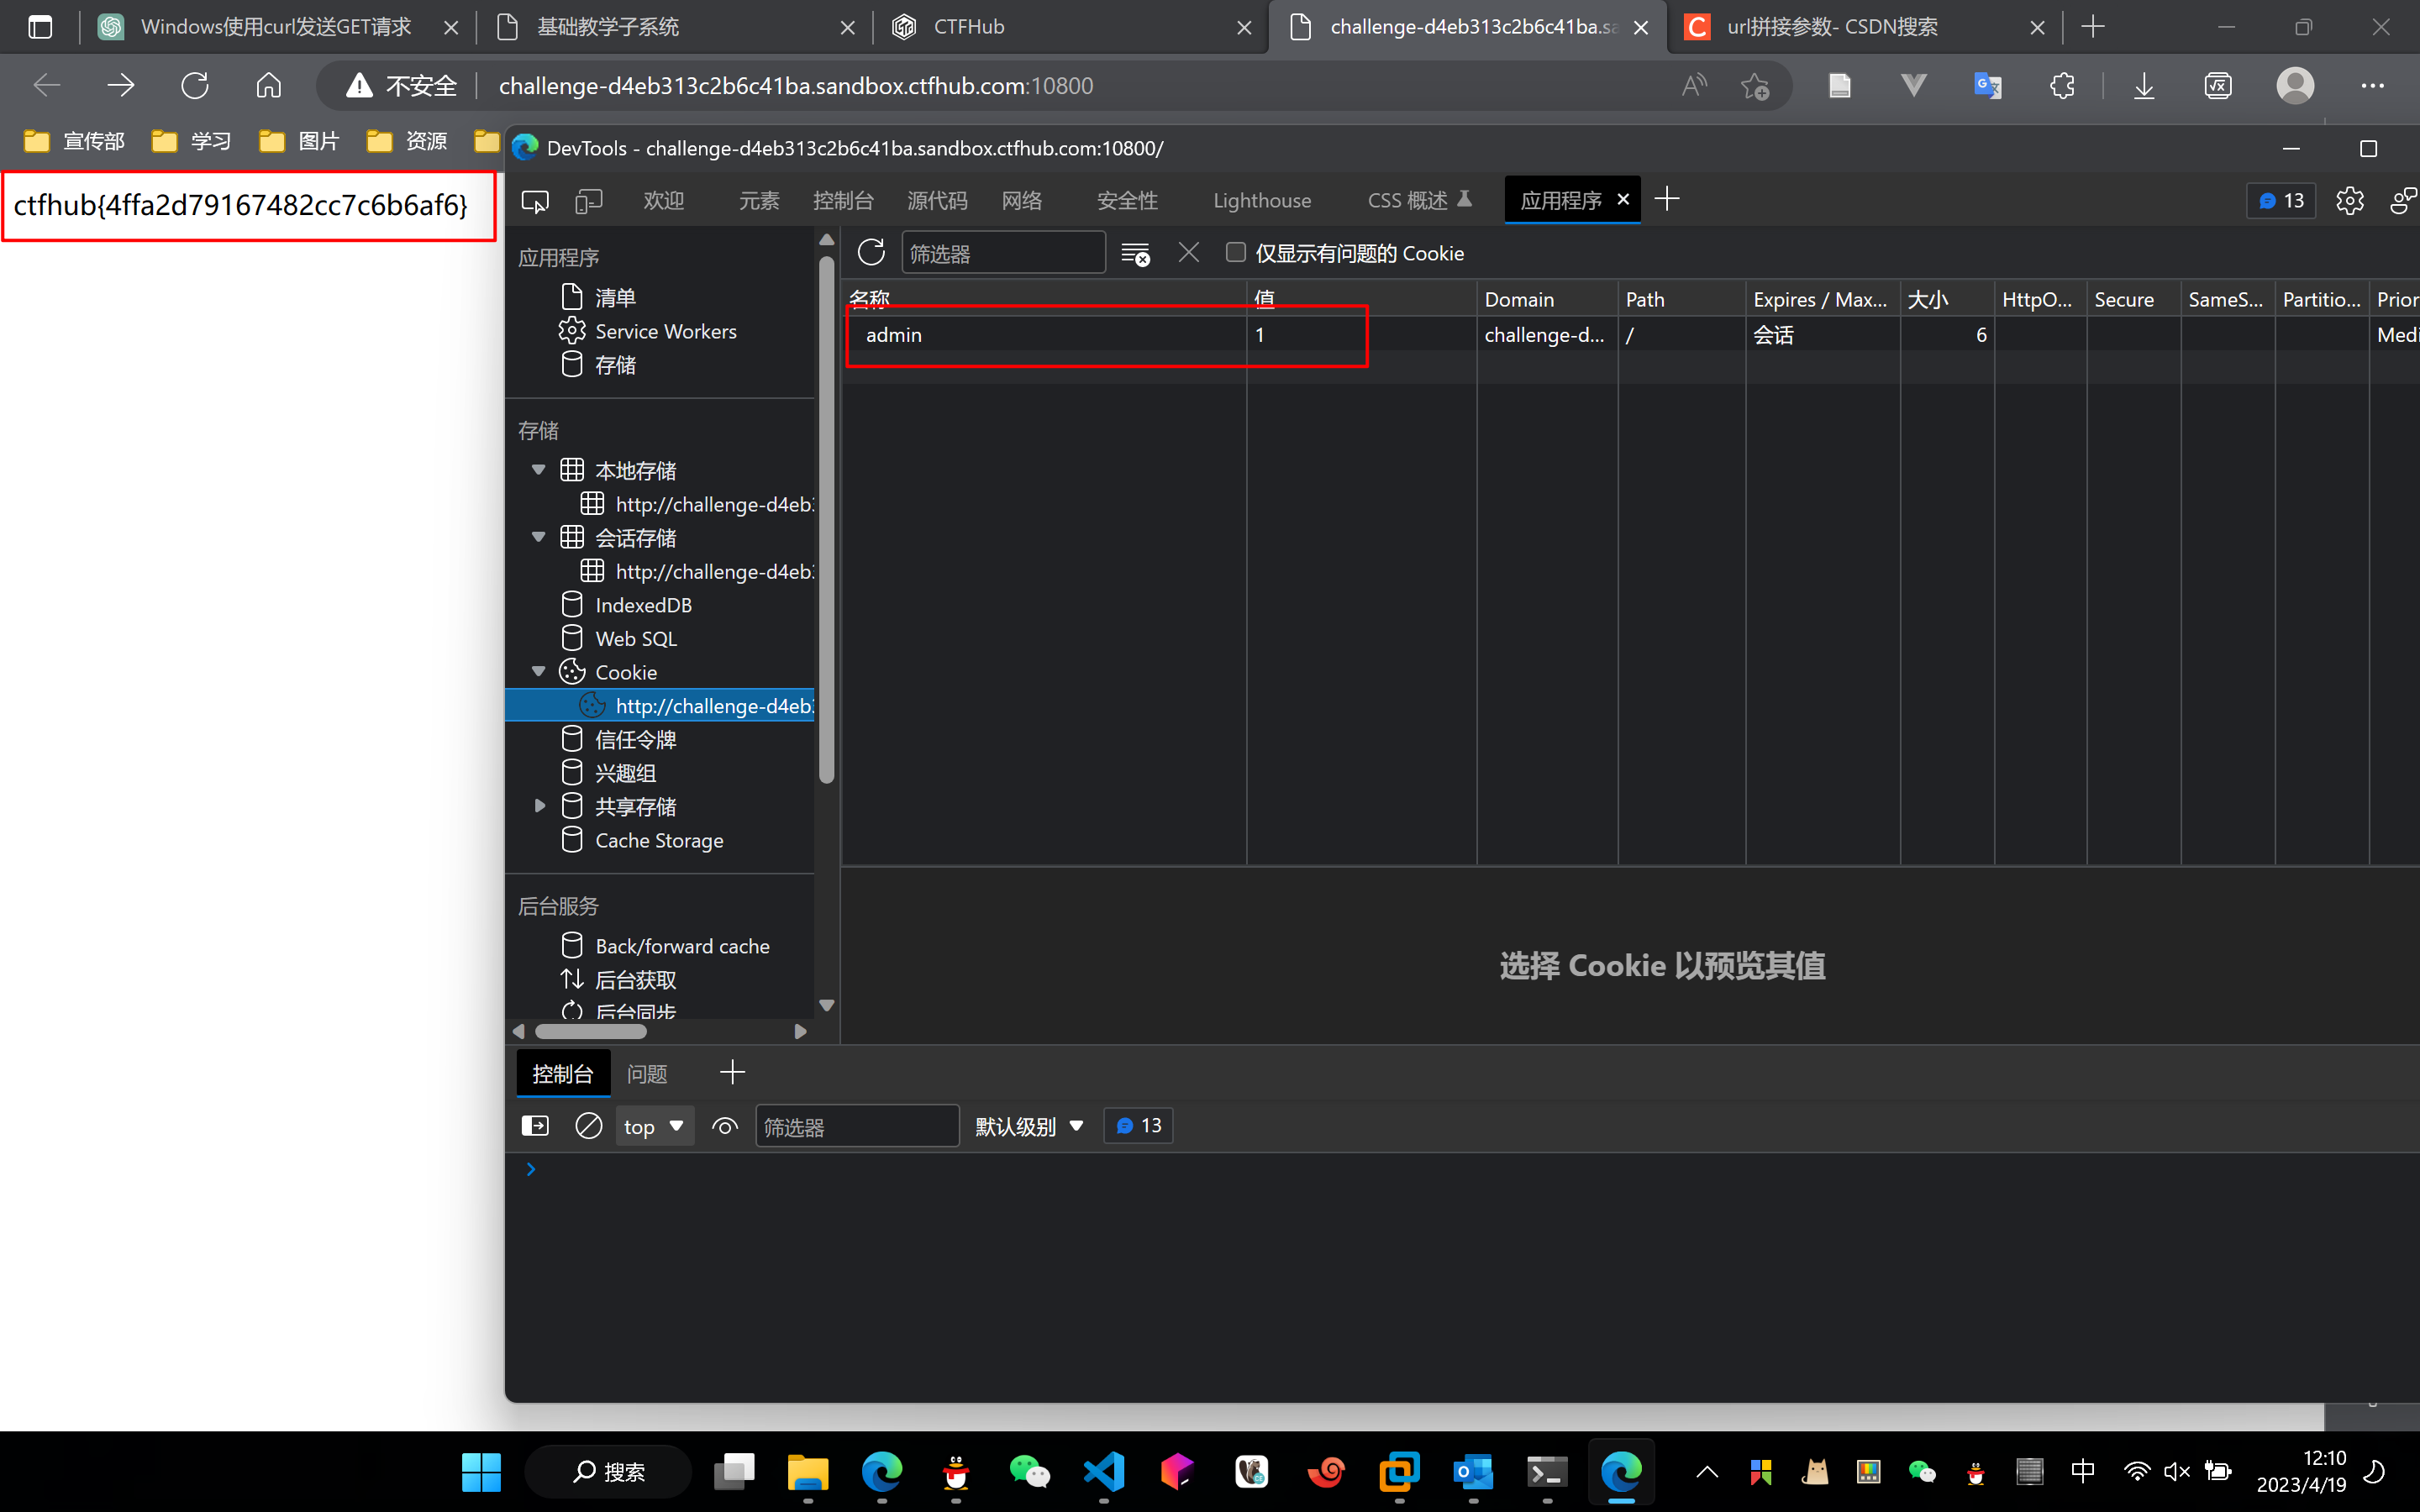 Windows使用curl发送GET请求
基础教学子系统
CTFHub
challenge-d4eb313c2b6c41ba.sa
url拼接参数- CSDN搜索
不安全
challenge-d4eb313c2b6c41ba.sandbox.ctfhub.com:10800
宣传部
学习
图片
资源
DevTools - challenge-d4eb313c2b6c41ba.sandbox.ctfhub.com:10800/
ctfhub{4ffa2d79167482cc7c6b6af6}
欢迎
元素
控制台
源代码
网络
安全性
Lighthouse
CSS 概述
应用程序
13
应用程序
清单
Service Workers
存储
存储
本地存储
http://challenge-d4eb
会话存储
http://challenge-d4eb
IndexedDB
Web SQL
Cookie
http://challenge-d4eb
信任令牌
兴趣组
共享存储
Cache Storage
后台服务
Back/forward cache
后台获取
后台同步
筛选器
仅显示有问题的 Cookie
名称 值 Domain Path Expires / Max... 大小 HttpO... Secure SameS... Partitio... Prior
admin 1 challenge-d... / 会话 6 Medi
选择 Cookie 以预览其值
控制台
问题
top
筛选器
默认级别
13
搜索
中
12:10
2023/4/19